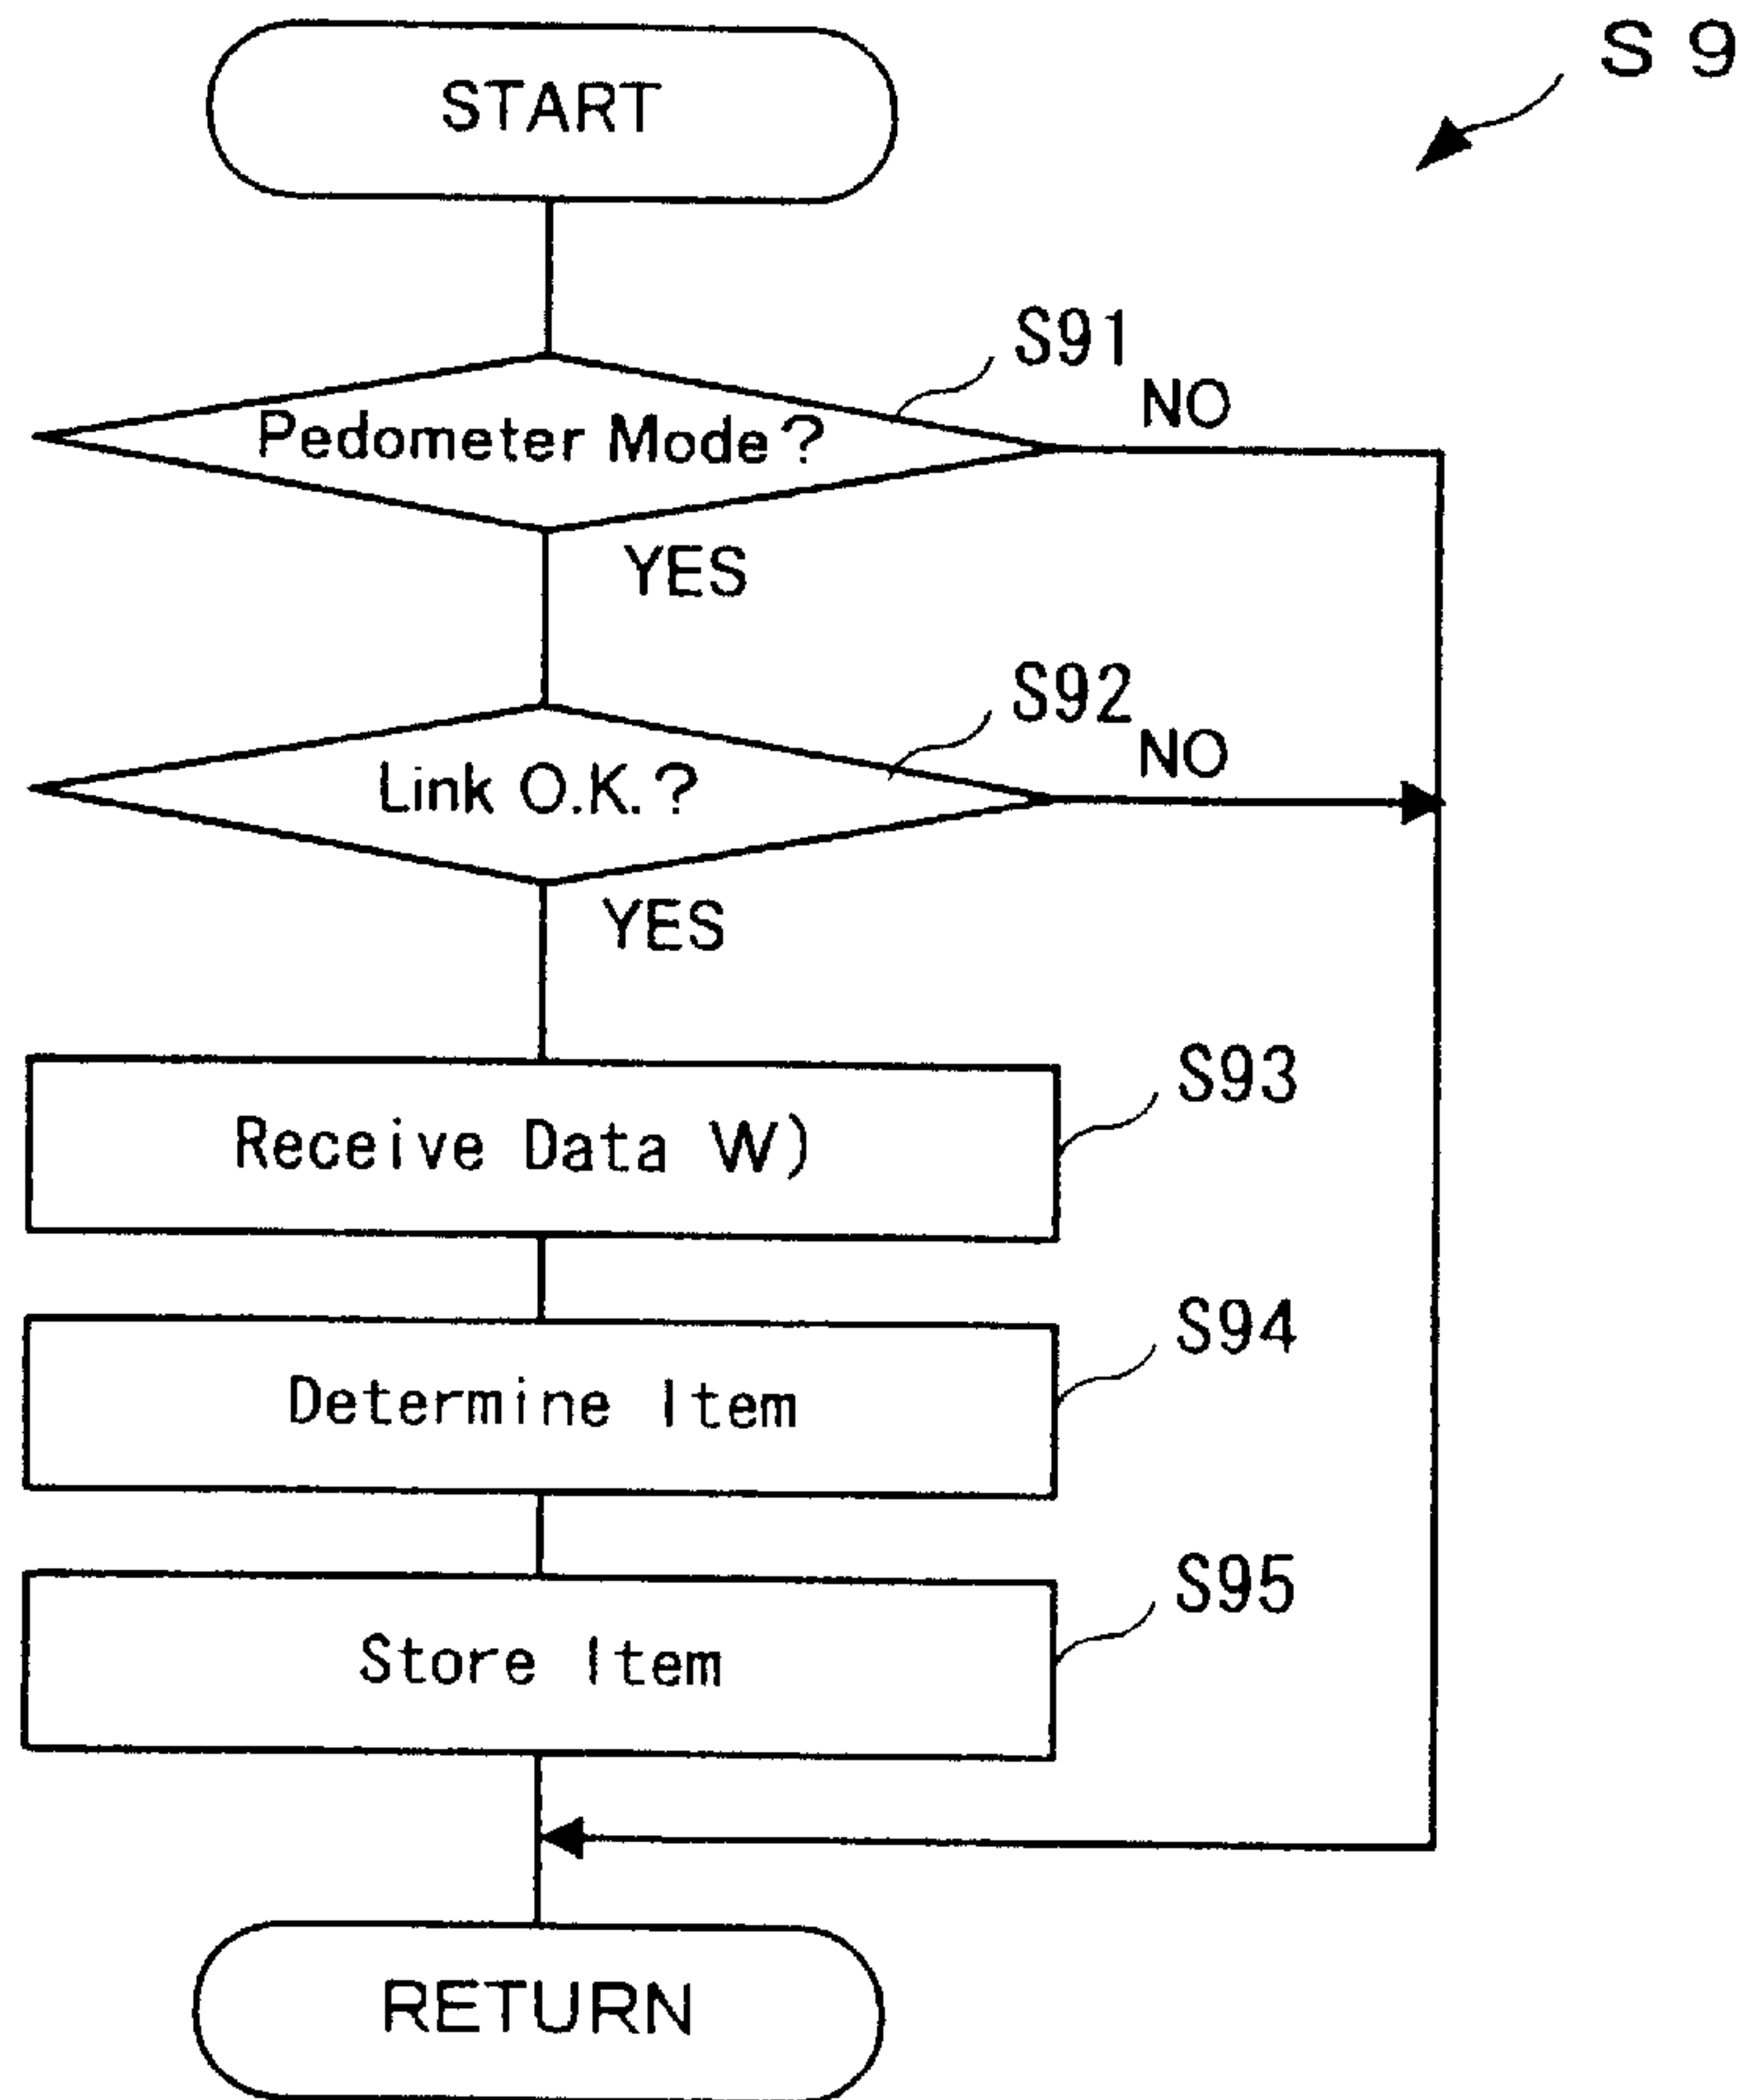 S 9
START
S91
NO
Pedometer Mode?
YES
S92
NO
Link O.K.?
YES
S93
Receive Data W)
S94
Determine Item
S95
Store Item
RETURN